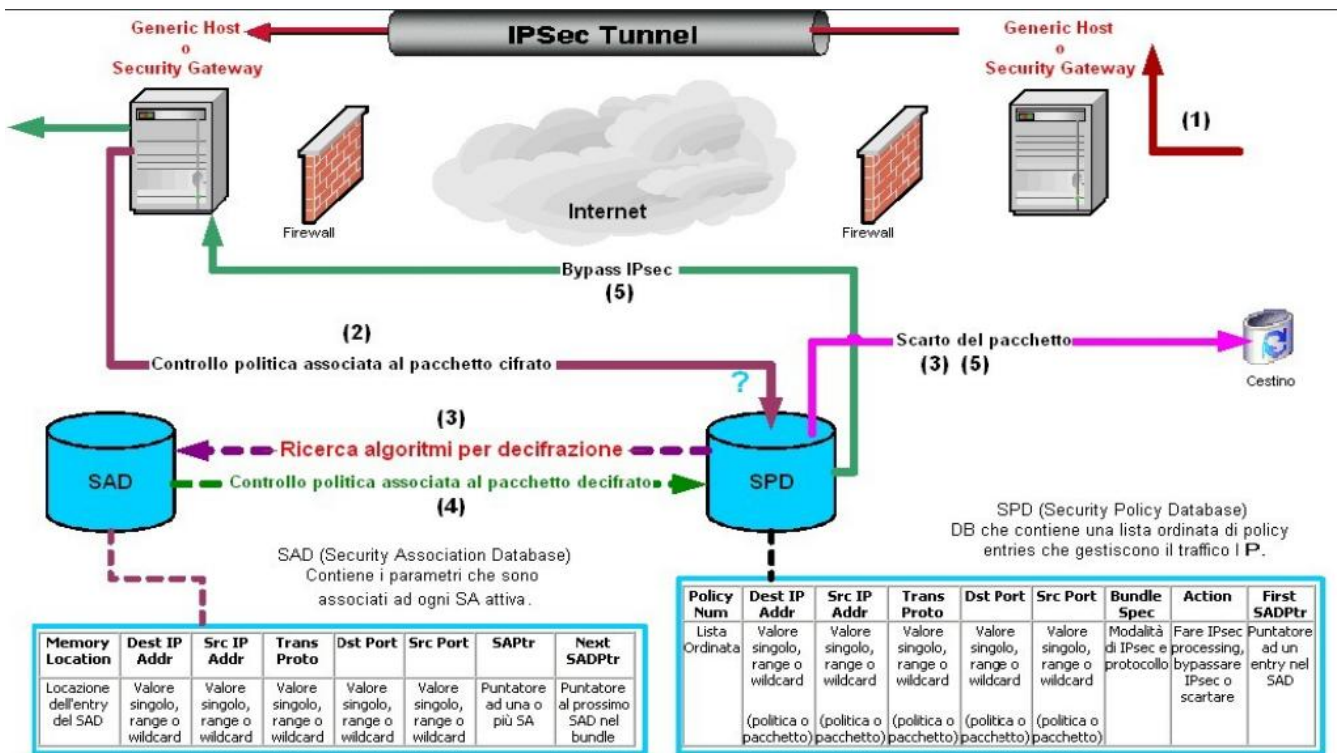 Generic Host
o
Security Gateway
IPSec Tunnel
Generic Host
o
Security Gateway
(1)
Firewall
Internet
Firewall
Bypass IPsec
(5)
(2)
Controllo politica associata al pacchetto cifrato
?
Scarto del pacchetto
(3) (5)
Cestino
(3)
Ricerca algoritmi per decifrazione
SAD
Controllo politica associata al pacchetto decifrato
(4)
SPD
SAD (Security Association Database)
Contiene i parametri che sono
associati ad ogni SA attiva.
SPD (Security Policy Database)
DB che contiene una lista ordinata di policy
entries che gestiscono il traffico I P.
Memory Location
Dest IP Addr
Src IP Addr
Trans Proto
Dst Port
Src Port
SAPtr
Next SADPtr
Locazione dell'entry del SAD
Valore singolo, range o wildcard
Valore singolo, range o wildcard
Valore singolo, range o wildcard
Valore singolo, range o wildcard
Valore singolo, range o wildcard
Puntatore ad una o più SA
Puntatore al prossimo SAD nel bundle
Policy Num
Dest IP Addr
Src IP Addr
Trans Proto
Dst Port
Src Port
Bundle Spec
Action
First SADPtr
Lista Ordinata
Valore singolo, range o wildcard (politica o pacchetto)
Valore singolo, range o wildcard (politica o pacchetto)
Valore singolo, range o wildcard (politica o pacchetto)
Valore singolo, range o wildcard (politica o pacchetto)
Valore singolo, range o wildcard (politica o pacchetto)
Modalità di IPsec e protocollo
Fare IPsec processing, bypassare IPsec o scartare
Puntatore ad un entry nel SAD